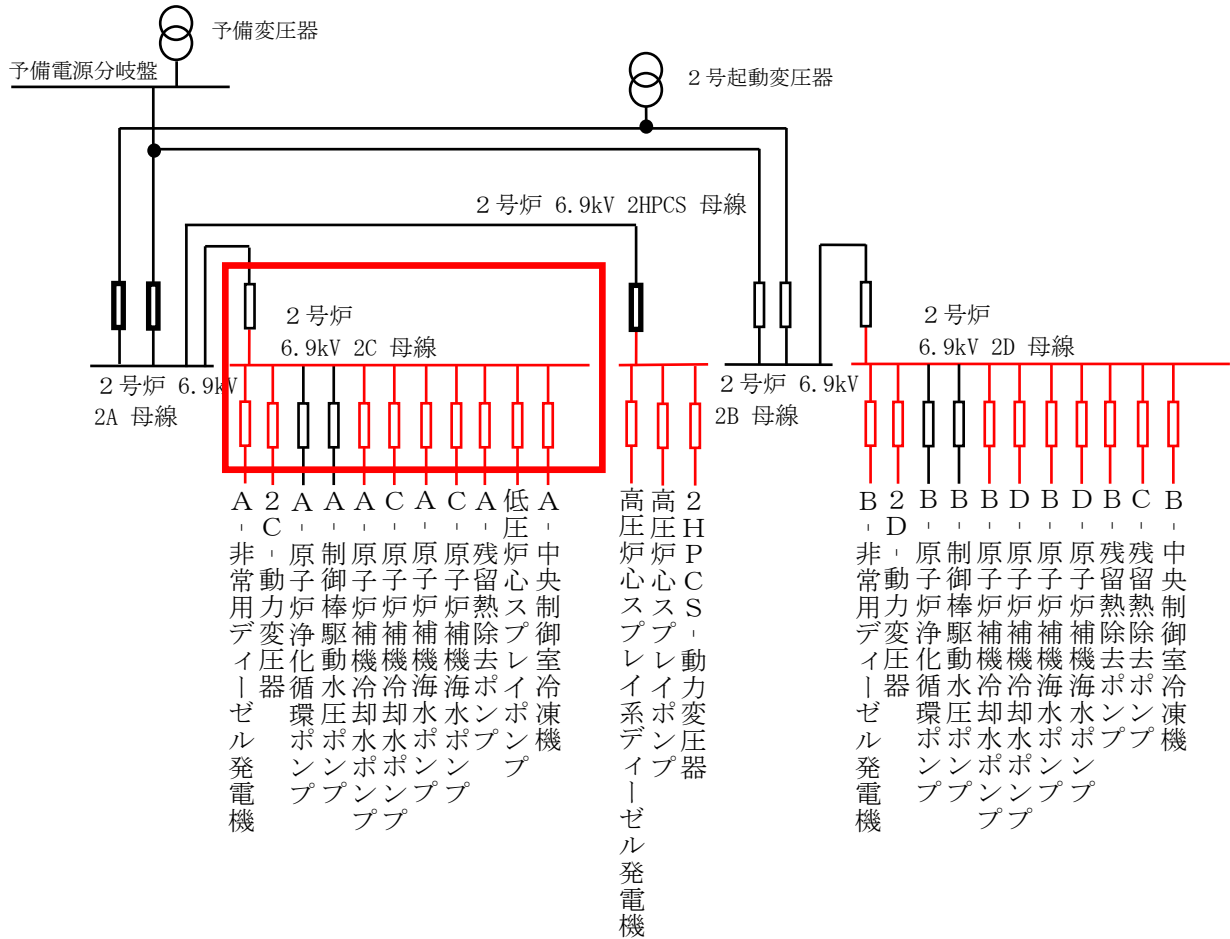 予備変圧器
予備電源分岐盤
２号起動変圧器
２号炉 6.9kV 2HPCS 母線
２号炉
6.9kV 2C 母線
２号炉 6.9kV
2A 母線
２号炉 6.9kV
2B 母線
２号炉
6.9kV 2D 母線
A-非常用ディーゼル発電機
2C-動力変圧器
A-原子炉浄化循環ポンプ
A-制御棒駆動水圧ポンプ
A-原子炉補機冷却水ポンプ
C-原子炉補機冷却水ポンプ
A-原子炉補機海水ポンプ
C-原子炉補機海水ポンプ
A-残留熱除去ポンプ
低圧炉心スプレイポンプ
A-中央制御室冷凍機
高圧炉心スプレイ系ディーゼル発電機
高圧炉心スプレイポンプ
2HPCS-動力変圧器
B-非常用ディーゼル発電機
2D-動力変圧器
B-原子炉浄化循環ポンプ
B-制御棒駆動水圧ポンプ
B-原子炉補機冷却水ポンプ
D-原子炉補機冷却水ポンプ
B-原子炉補機海水ポンプ
D-原子炉補機海水ポンプ
B-残留熱除去ポンプ
C-残留熱除去ポンプ
B-中央制御室冷凍機